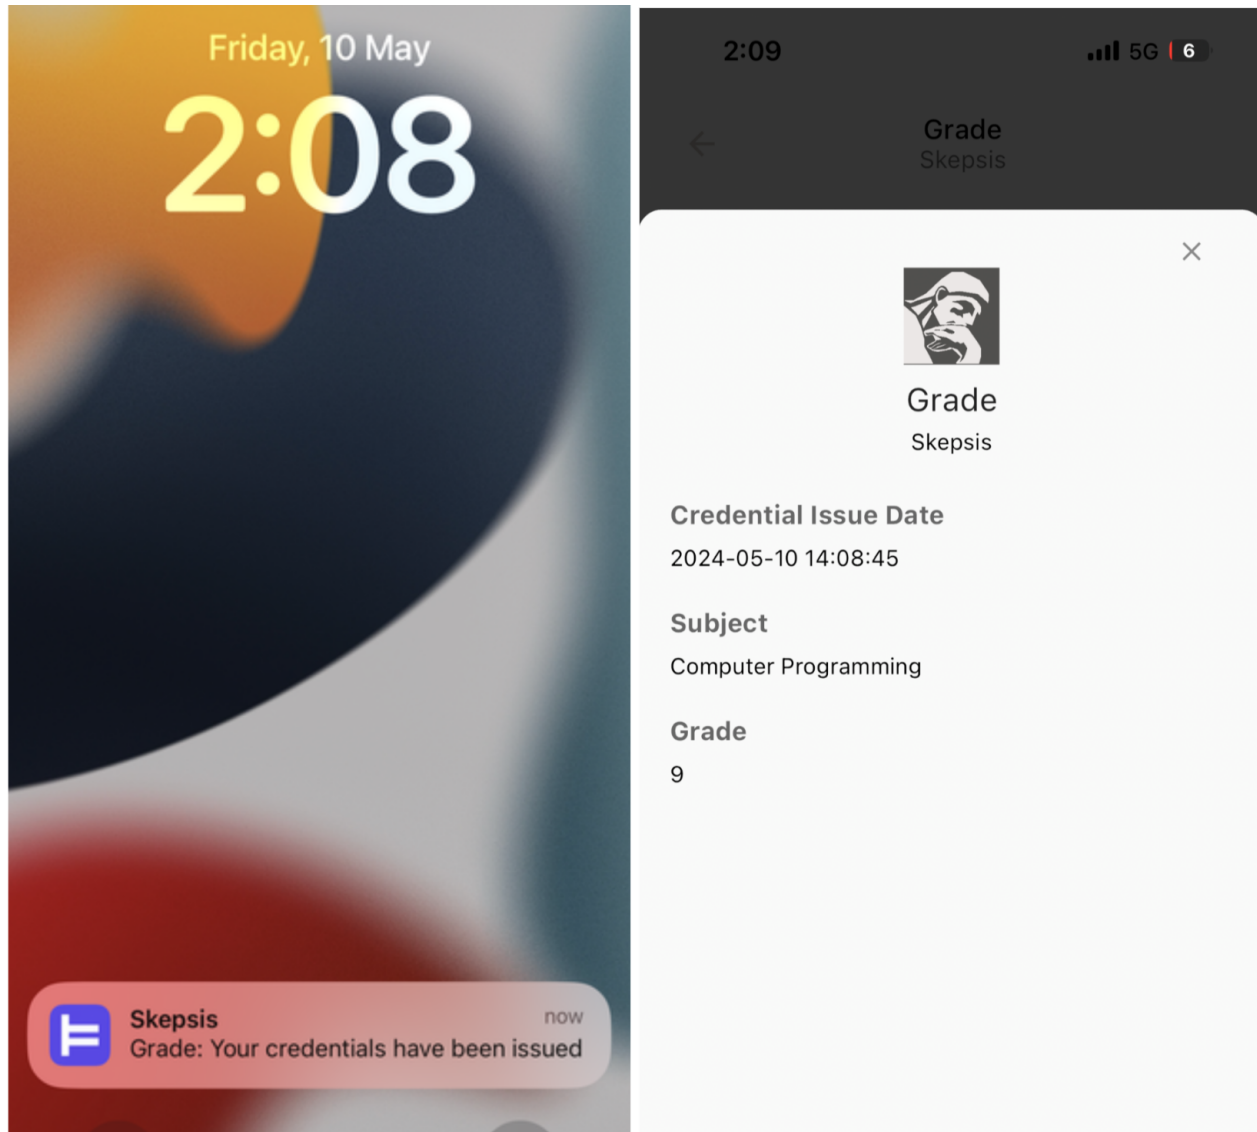 Friday, 10 May
2:08
Skepsis
now
Grade: Your credentials have been issued
2:09
5G
6
Grade
Skepsis
Grade
Skepsis
Credential Issue Date
2024-05-10 14:08:45
Subject
Computer Programming
Grade
9